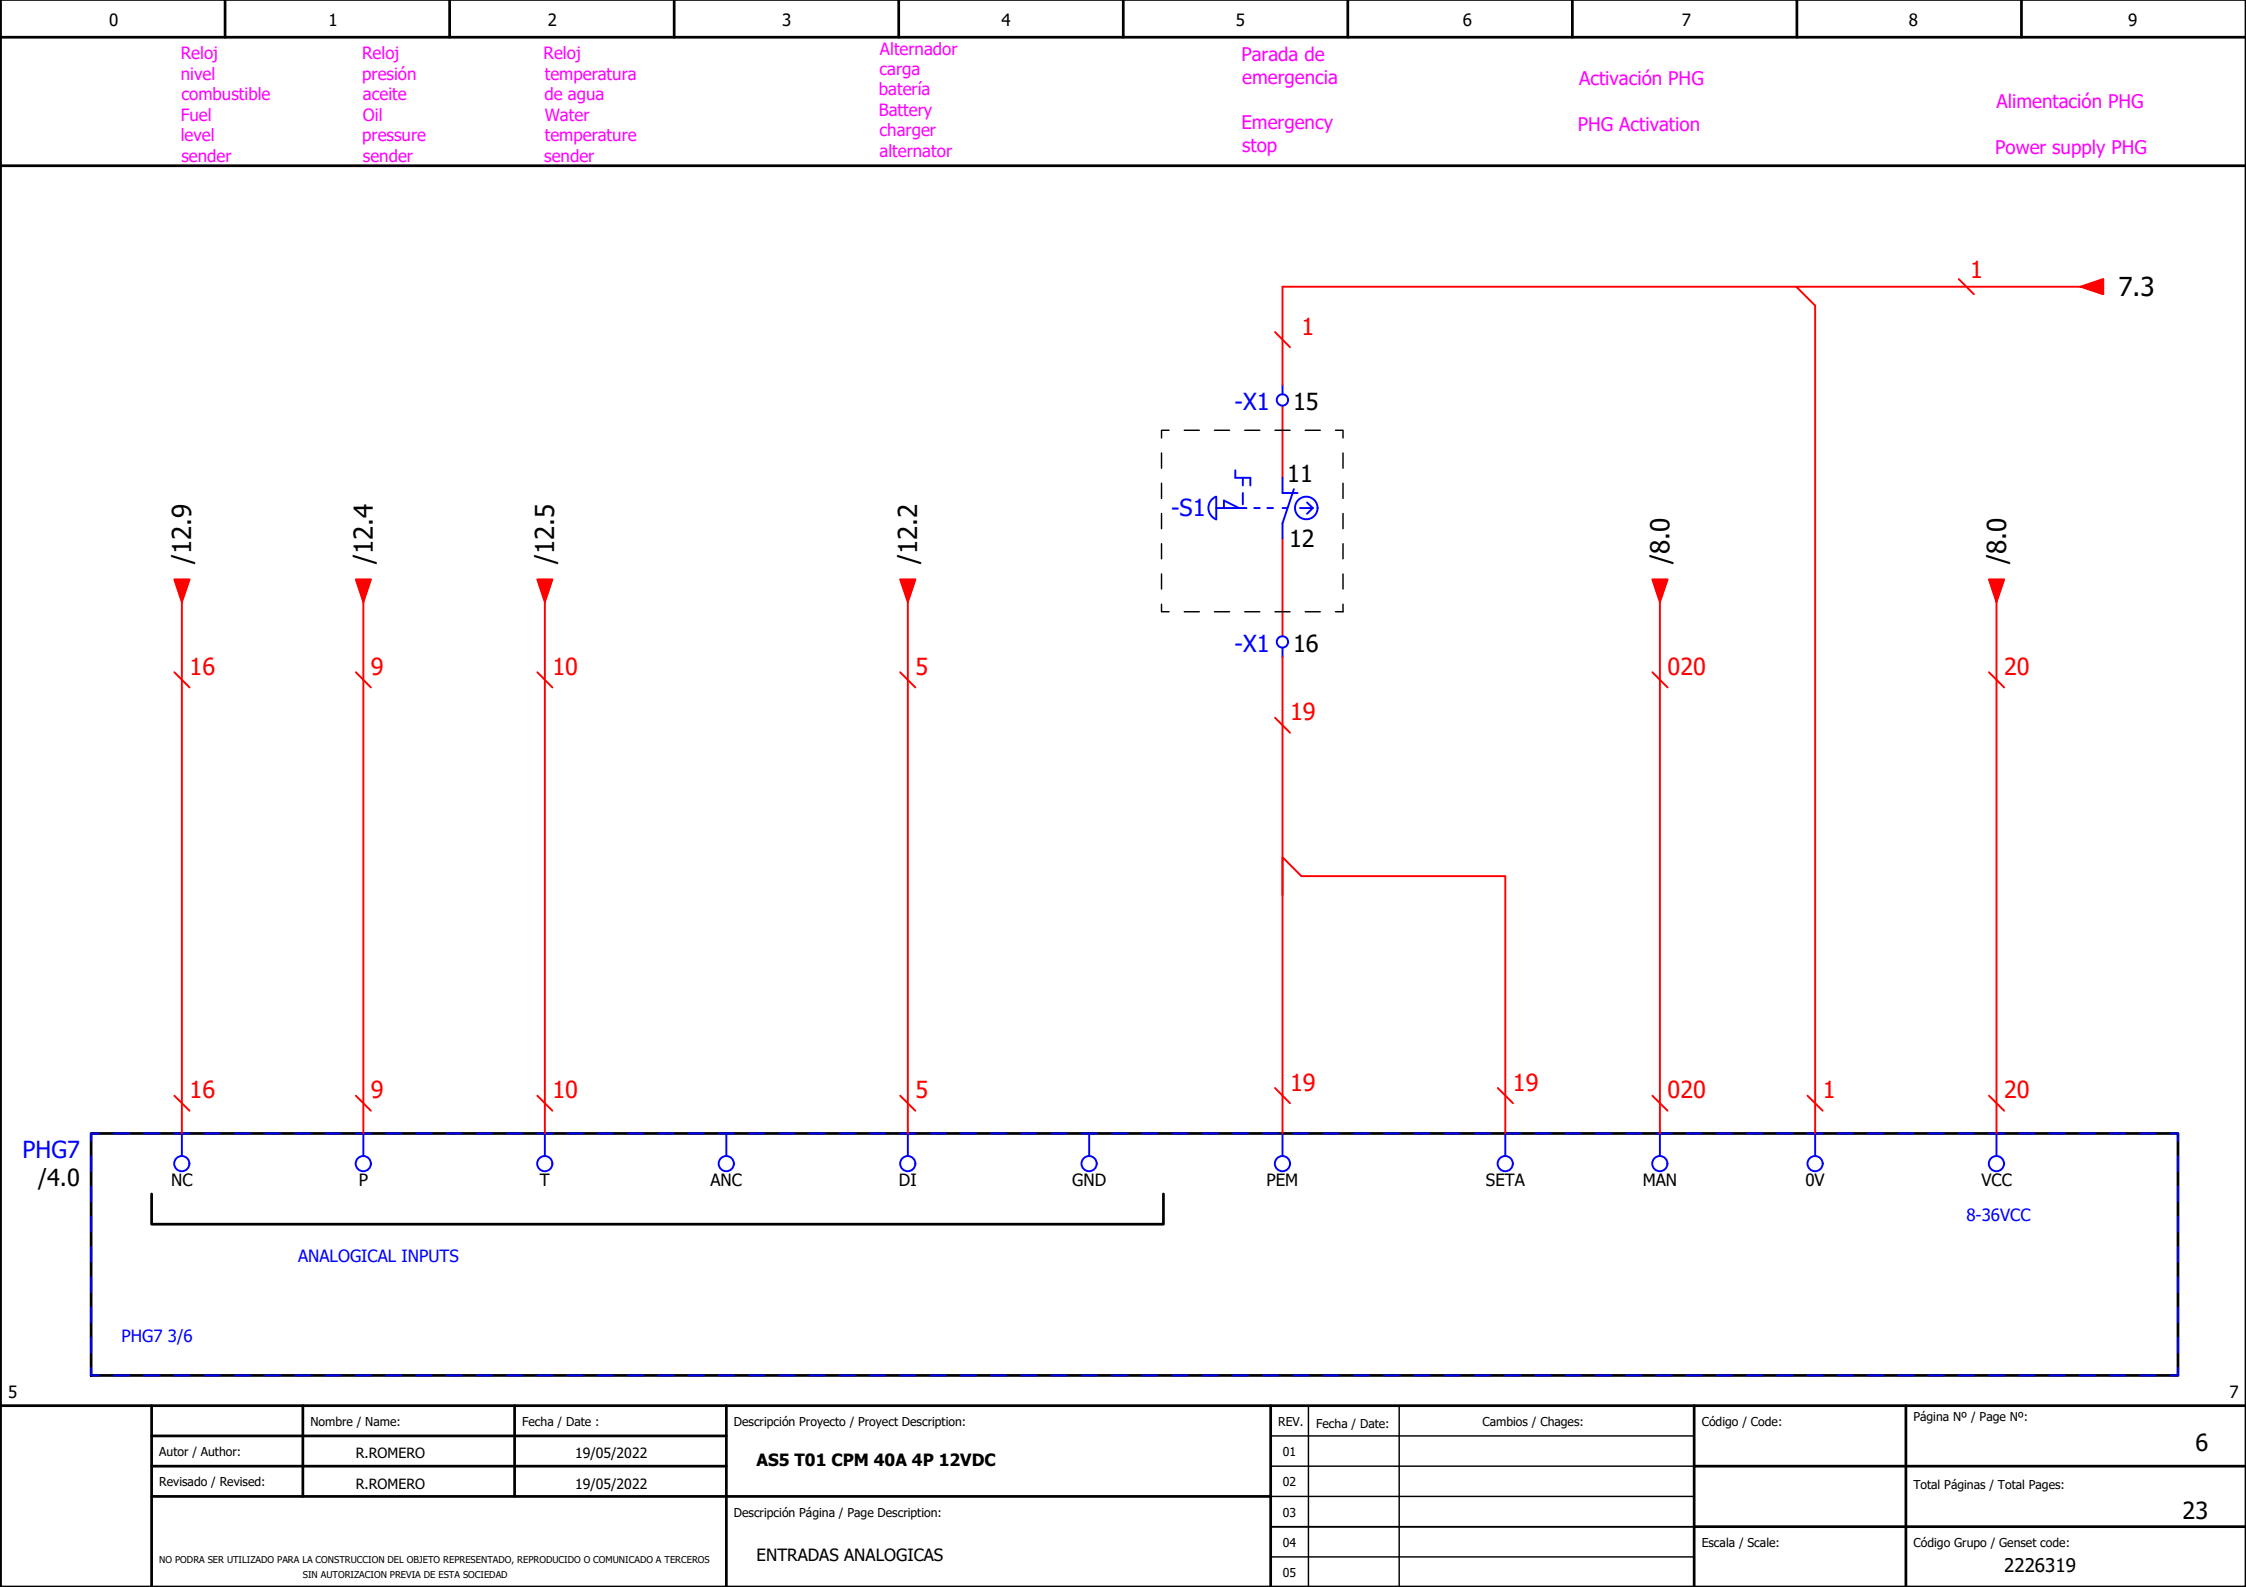 0 1 2 3 4 5 6 7 8 9
Reloj
nivel
combustible
Fuel
level
sender
Reloj
presión
aceite
Oil
pressure
sender
Reloj
temperatura
de agua
Water
temperature
sender
Alternador
carga
batería
Battery
charger
alternator
Parada de
emergencia
Emergency
stop
Activación PHG
PHG Activation
Alimentación PHG
Power supply PHG
1
7.3
1
-X1 15
11
-S1
12
-X1 16
/12.9 /12.4 /12.5 /12.2 /8.0 /8.0
16 9 10 5 19 020 20
16 9 10 5 19 19 020 1 20
PHG7
/4.0
NC P T ANC DI GND PEM SETA MAN 0V VCC
8-36VCC
ANALOGICAL INPUTS
PHG7 3/6
5
7
Nombre / Name:
Fecha / Date :
Autor / Author:
R.ROMERO
19/05/2022
Revisado / Revised:
R.ROMERO
19/05/2022
NO PODRA SER UTILIZADO PARA LA CONSTRUCCION DEL OBJETO REPRESENTADO, REPRODUCIDO O COMUNICADO A TERCEROS
SIN AUTORIZACION PREVIA DE ESTA SOCIEDAD
Descripción Proyecto / Proyect Description:
AS5 T01 CPM 40A 4P 12VDC
Descripción Página / Page Description:
ENTRADAS ANALOGICAS
REV. Fecha / Date: Cambios / Chages:
01
02
03
04
05
Código / Code:
Escala / Scale:
Página Nº / Page Nº:
6
Total Páginas / Total Pages:
23
Código Grupo / Genset code:
2226319